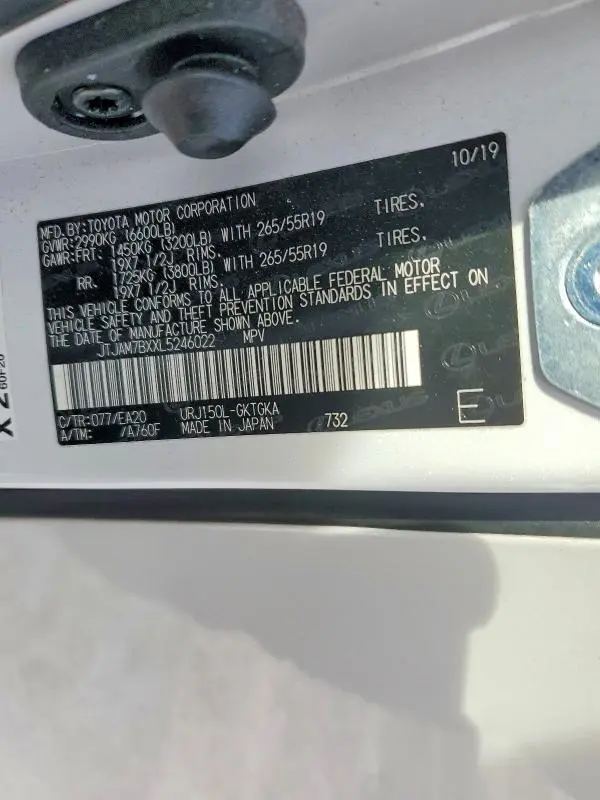 10/19
MFD.BY:TOYOTA MOTOR CORPORATION
GVWR:2990KG (6600LB)
GAWR:FRT: 1450KG (3200LB) WITH 265/55R19 TIRES,
19X7 1/2J RIMS.
RR. 1725KG (3800LB) WITH 265/55R19 TIRES,
19X7 1/2J RIMS.
THIS VEHICLE CONFORMS TO ALL APPLICABLE FEDERAL MOTOR
VEHICLE SAFETY AND THEFT PREVENTION STANDARDS IN EFFECT ON
THE DATE OF MANUFACTURE SHOWN ABOVE.
JTJAM7BXXL5246022 MPV
C/TR:077/EA20 URJ150L-GKTGKA
A/TM: /A760F MADE IN JAPAN 732 E
LEXUS